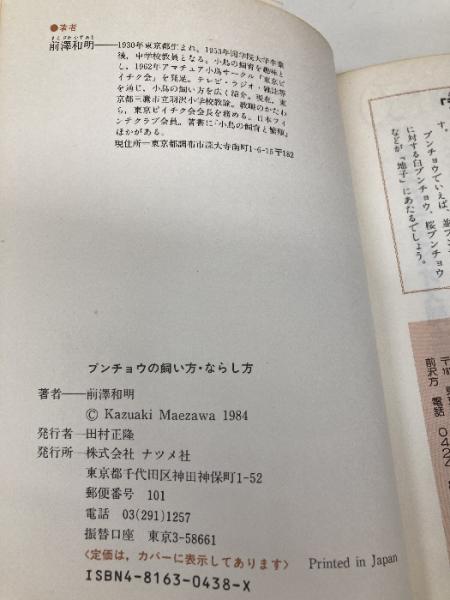 ●著者
まえざわかずあき
前澤和明――1930年東京都生まれ。1953年国学院大学卒業
後、中学校教員となる。小鳥の飼育を趣味と
し、1962年アマチュア小鳥サークル「東京ピ
イチク会」を発足。テレビ・ラジオ・雑誌等
を通じ、小鳥の飼い方を広く紹介。現在、東
京都三鷹市立羽沢小学校教諭。教職のかたわ
ら、東京ピイチク会会長を務める。日本フィ
ンチクラブ会員。著書に『小鳥の飼育と繁殖』
ほかがある。
現住所―東京都調布市深大寺南町1-6-15〒182
ブンチョウの飼い方・ならし方
著者――前澤和明
© Kazuaki Maezawa 1984
発行者―田村正隆
発行所―株式会社 ナツメ社
東京都千代田区神田神保町1-52
郵便番号 101
電話 03(291)1257
振替口座 東京3-58661
〈定価は、カバーに表示してあります〉 Printed in Japan
ISBN4-8163-0438-X
す。
ブンチョウでいえば、並ブン
に対する白ブンチョウ、桜ブンチョウ
などが〝地子〟にあたるでしょう。
前沢方 電話 042